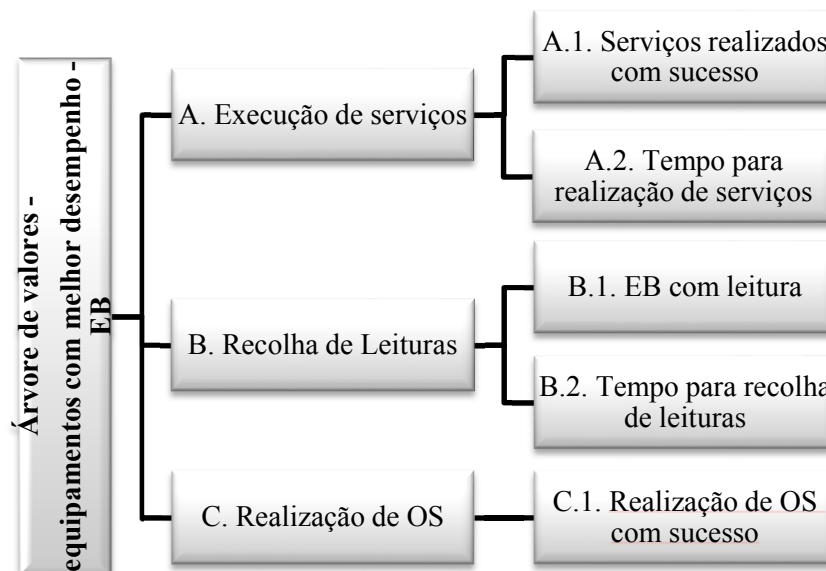 Árvore de valores -
equipamentos com melhor desempenho -
EB
A. Execução de serviços
A.1. Serviços realizados
com sucesso
A.2. Tempo para
realização de serviços
B. Recolha de Leituras
B.1. EB com leitura
B.2. Tempo para recolha
de leituras
C. Realização de OS
C.1. Realização de OS
com sucesso